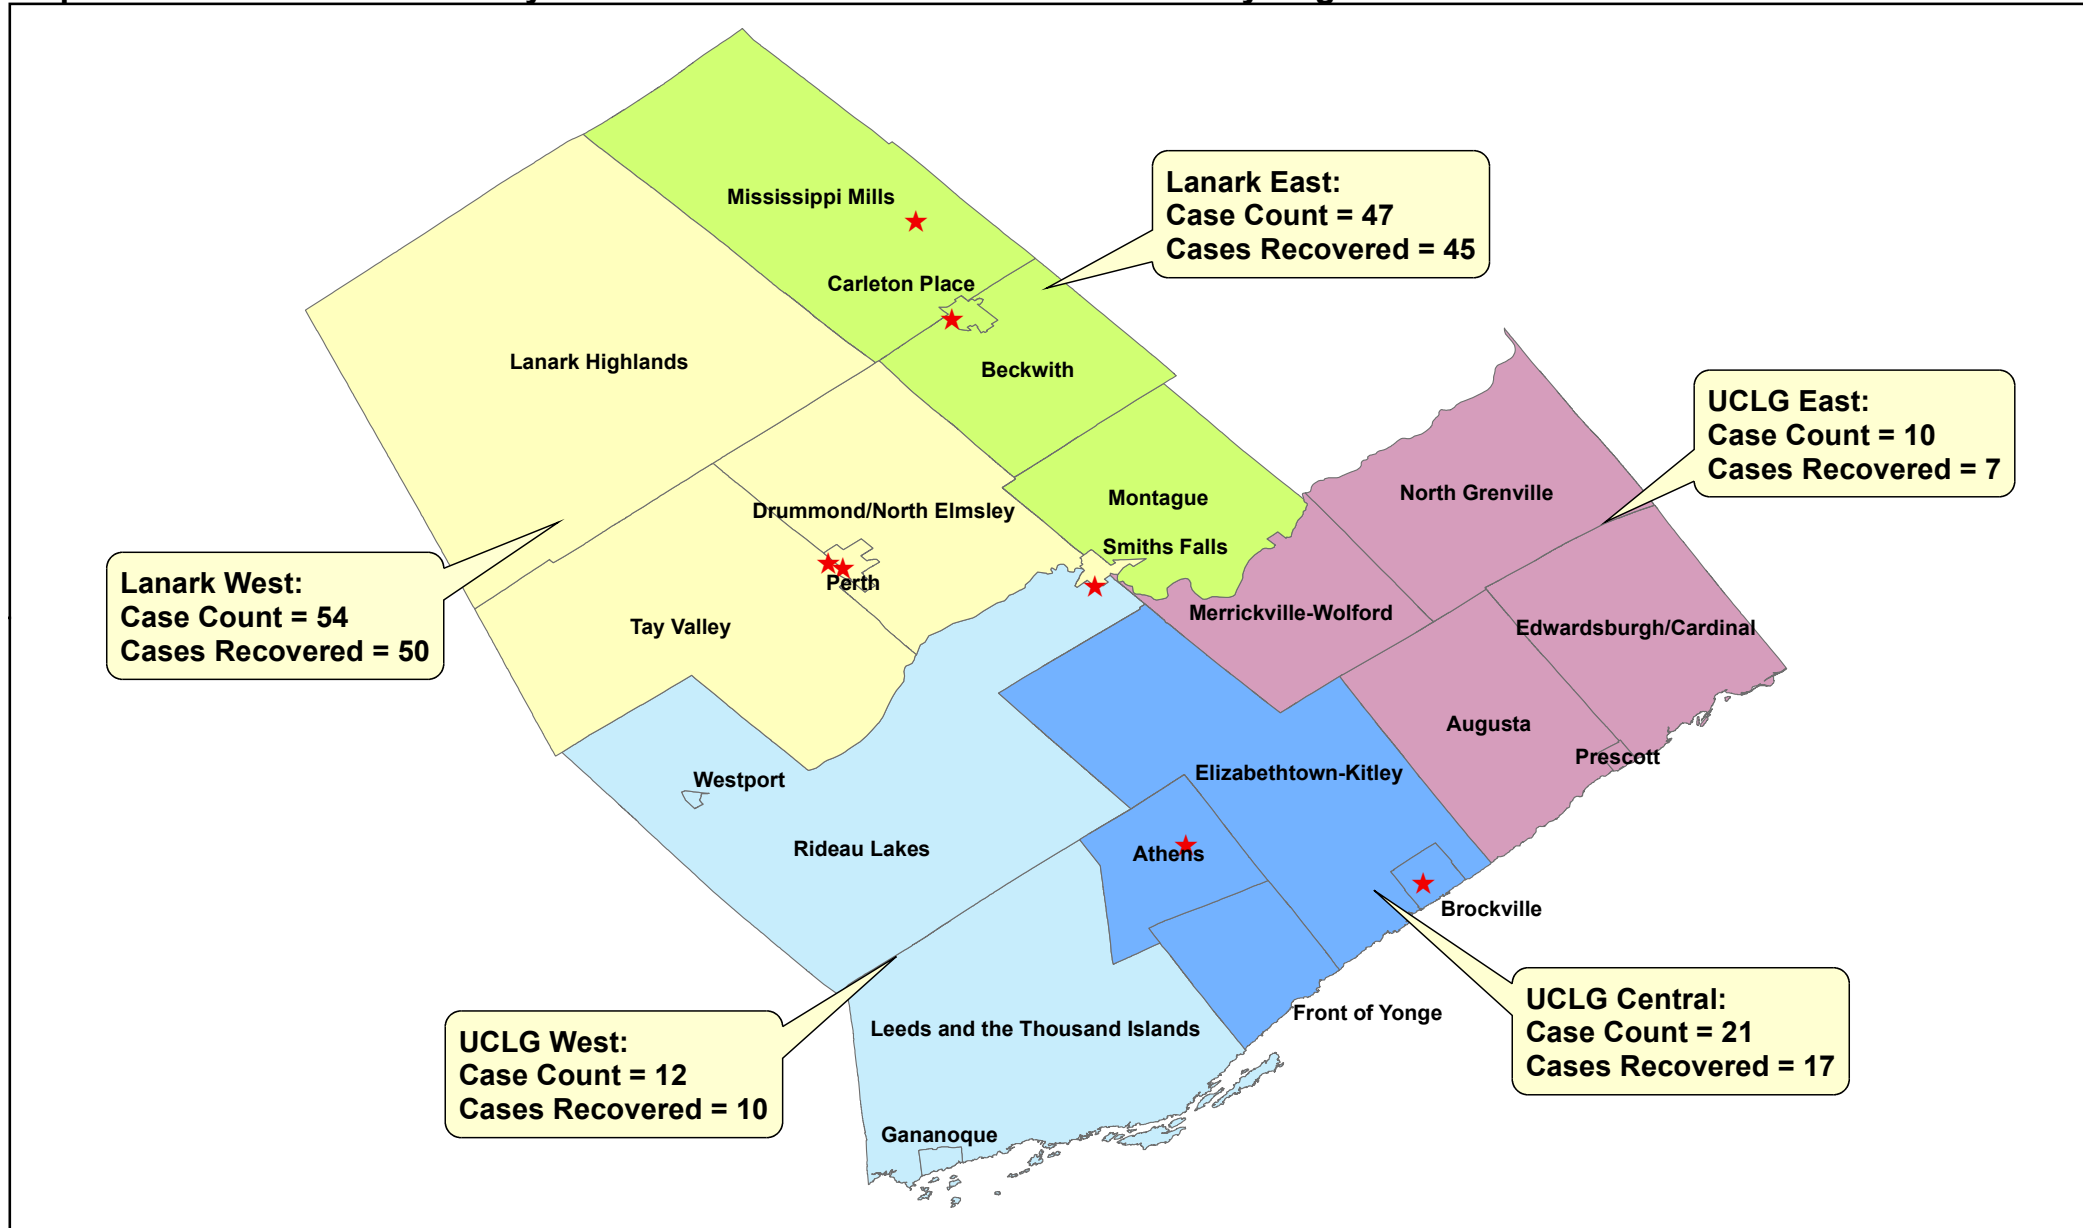 Mississippi Mills
Lanark East:
Case Count = 47
Cases Recovered = 45
Carleton Place
Lanark Highlands
Beckwith
UCLG East:
Case Count = 10
Cases Recovered = 7
Montague
North Grenville
Drummond/North Elmsley
Smiths Falls
Lanark West:
Case Count = 54
Cases Recovered = 50
Perth
Tay Valley
Merrickville-Wolford
Edwardsburgh/Cardinal
Augusta
Prescott
Westport
Elizabethtown-Kitley
Rideau Lakes
Athens
Brockville
UCLG Central:
Case Count = 21
Cases Recovered = 17
Front of Yonge
Leeds and the Thousand Islands
UCLG West:
Case Count = 12
Cases Recovered = 10
Gananoque